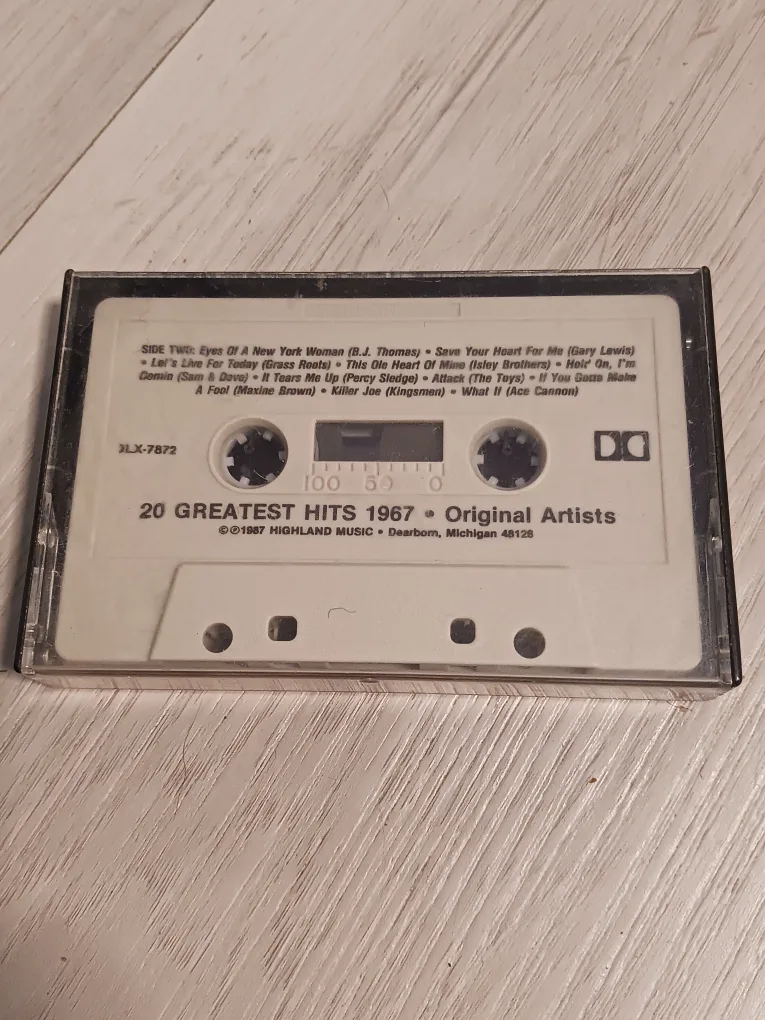 SIDE TWO: Eyes Of A New York Woman (B.J. Thomas) • Save Your Heart For Me (Gary Lewis)
• Let's Live For Today (Grass Roots) • This Ole Heart Of Mine (Isley Brothers) • Hold On, I'm
Comin (Sam & Dave) • It Tears Me Up (Percy Sledge) • Attack (The Toys) • If You Gotta Make
A Fool (Maxine Brown) • Killer Joe (Kingsmen) • What If (Ace Cannon)
LX-7872
100 50 0
20 GREATEST HITS 1967 • Original Artists
©℗1987 HIGHLAND MUSIC • Dearborn, Michigan 48128